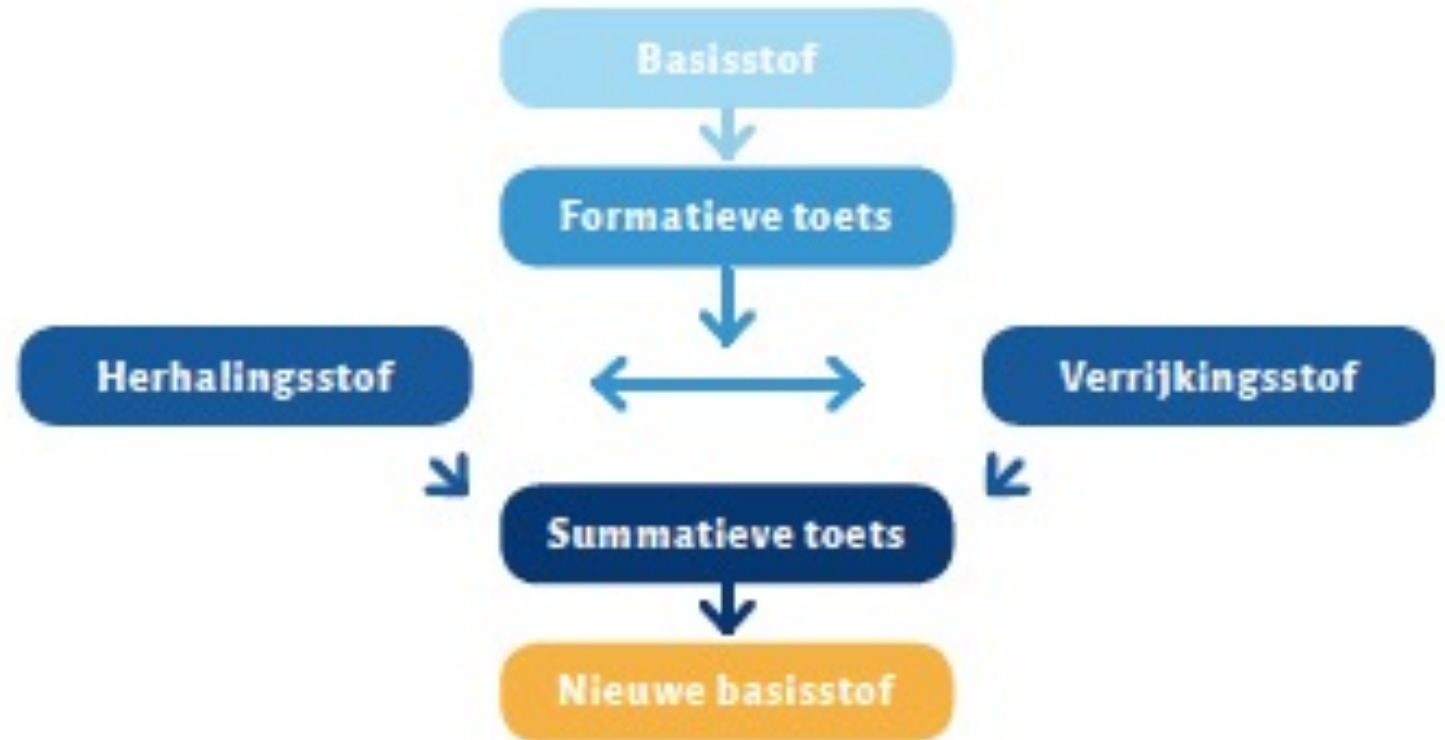 Basisstof
Formatieve toets
Herhalingsstof
Verrijkingsstof
Summatieve toets
Nieuwe basisstof